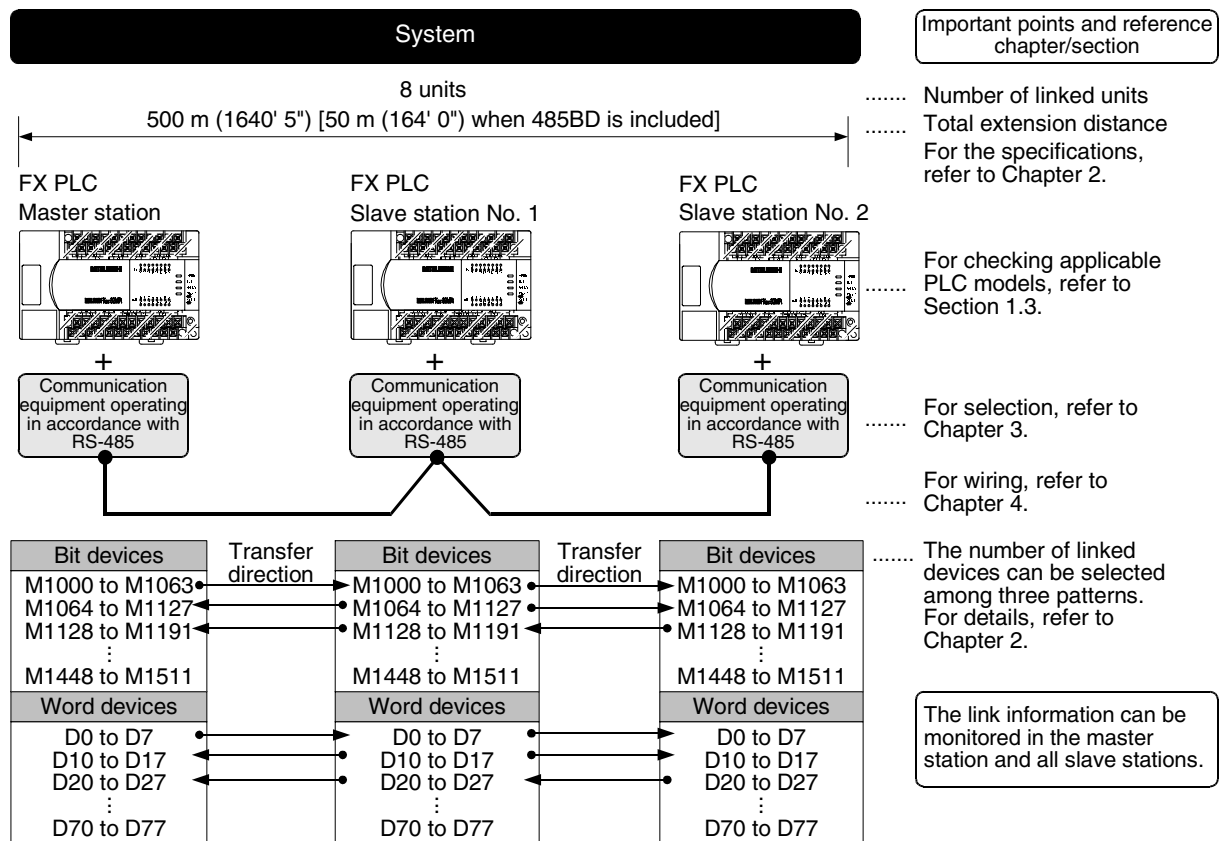 System
Important points and reference
chapter/section
8 units
....... Number of linked units
500 m (1640' 5") [50 m (164' 0") when 485BD is included]
....... Total extension distance
For the specifications,
refer to Chapter 2.
FX PLC
Master station
FX PLC
Slave station No. 1
FX PLC
Slave station No. 2
....... For checking applicable
PLC models, refer to
Section 1.3.
+
+
+
Communication
equipment operating
in accordance with
RS-485
Communication
equipment operating
in accordance with
RS-485
Communication
equipment operating
in accordance with
RS-485
....... For selection, refer to
Chapter 3.
....... For wiring, refer to
Chapter 4.
Bit devices
M1000 to M1063
M1064 to M1127
M1128 to M1191
⋮
M1448 to M1511
Word devices
D0 to D7
D10 to D17
D20 to D27
⋮
D70 to D77
Transfer
direction
Bit devices
M1000 to M1063
M1064 to M1127
M1128 to M1191
⋮
M1448 to M1511
Word devices
D0 to D7
D10 to D17
D20 to D27
⋮
D70 to D77
Transfer
direction
Bit devices
M1000 to M1063
M1064 to M1127
M1128 to M1191
⋮
M1448 to M1511
Word devices
D0 to D7
D10 to D17
D20 to D27
⋮
D70 to D77
....... The number of linked
devices can be selected
among three patterns.
For details, refer to
Chapter 2.
The link information can be
monitored in the master
station and all slave stations.